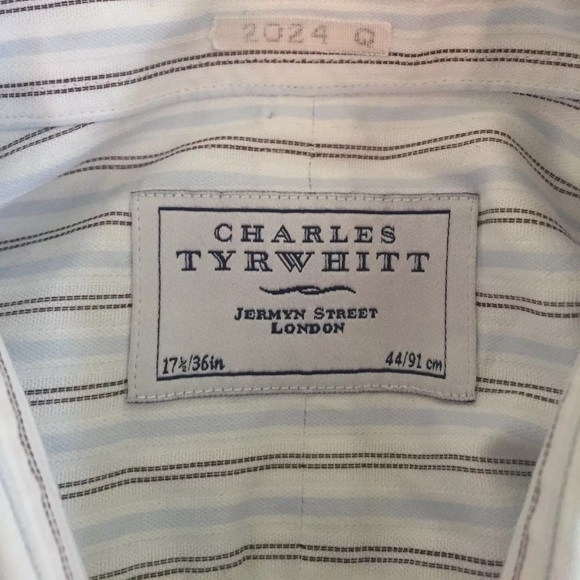 2024 Q
CHARLES
TYRWHITT
JERMYN STREET
LONDON
17½/36in
44/91 cm